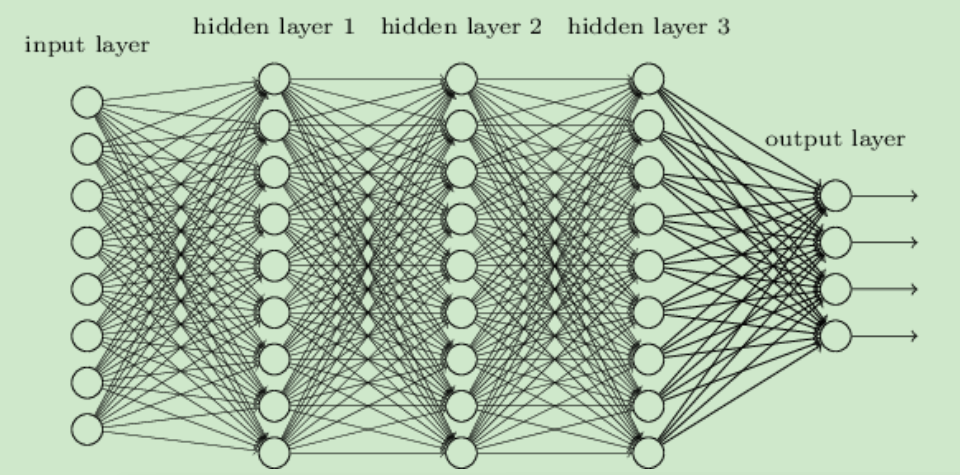 input layer
hidden layer 1
hidden layer 2
hidden layer 3
output layer